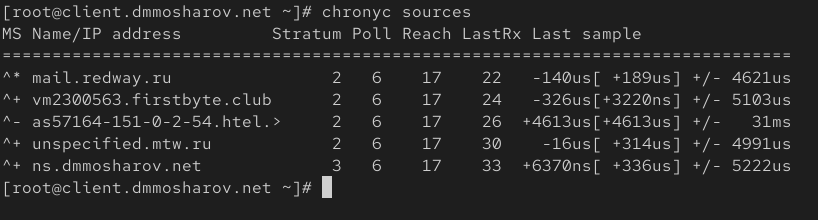 [root@client.dmmosharov.net ~]# chronyc sources
MS Name/IP address         Stratum Poll Reach LastRx Last sample
===============================================================================
^* mail.redway.ru                2   6    17    22   -140us[ +189us] +/- 4621us
^+ vm2300563.firstbyte.club      2   6    17    24   -326us[+3220ns] +/- 5103us
^- as57164-151-0-2-54.htel.>     2   6    17    26  +4613us[+4613us] +/-   31ms
^+ unspecified.mtw.ru            2   6    17    30    -16us[ +314us] +/- 4991us
^+ ns.dmmosharov.net             3   6    17    33  +6370ns[ +336us] +/- 5222us
[root@client.dmmosharov.net ~]#